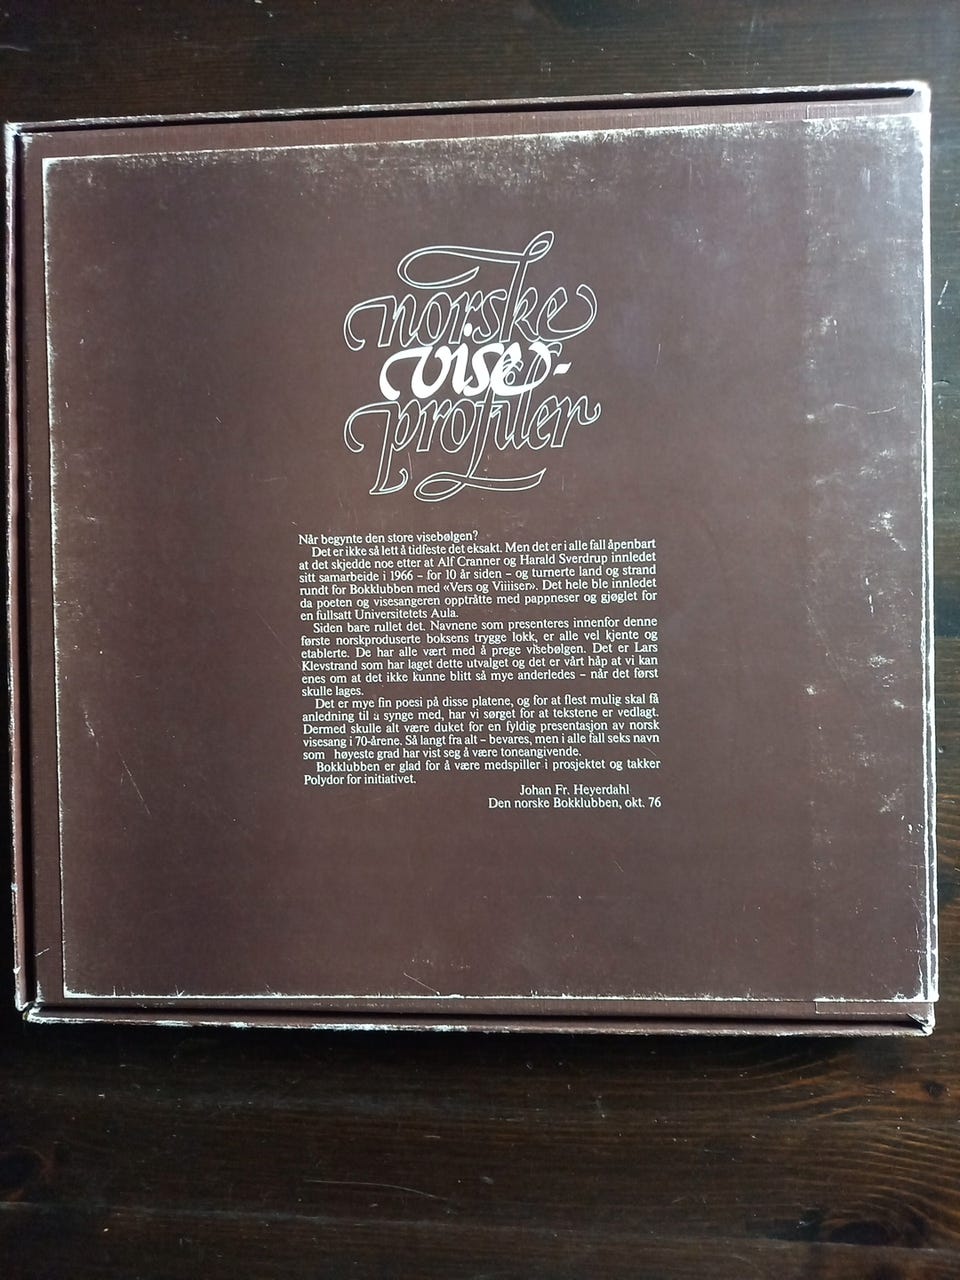 norske
vise-
profiler
Når begynte den store visebølgen?
Det er ikke så lett å tidfeste det eksakt. Men det er i alle fall åpenbart
at det skjedde noe etter at Alf Cranner og Harald Sverdrup innledet
sitt samarbeide i 1966 – for 10 år siden – og turnerte land og strand
rundt for Bokklubben med «Vers og Viiiiser». Det hele ble innledet
da poeten og visesangeren opptråtte med pappneser og gjøglet for
en fullsatt Universitetets Aula.
Siden bare rullet det. Navnene som presenteres innenfor denne
første norskproduserte boksens trygge lokk, er alle vel kjente og
etablerte. De har alle vært med å prege visebølgen. Det er Lars
Klevstrand som har laget dette utvalget og det er vårt håp at vi kan
enes om at det ikke kunne blitt så mye anderledes – når det først
skulle lages.
Det er mye fin poesi på disse platene, og for at flest mulig skal få
anledning til å synge med, har vi sørget for at tekstene er vedlagt.
Dermed skulle alt være duket for en fyldig presentasjon av norsk
visesang i 70-årene. Så langt fra alt – bevares, men i alle fall seks navn
som høyeste grad har vist seg å være toneangivende.
Bokklubben er glad for å være medspiller i prosjektet og takker
Polydor for initiativet.
Johan Fr. Heyerdahl
Den norske Bokklubben, okt. 76